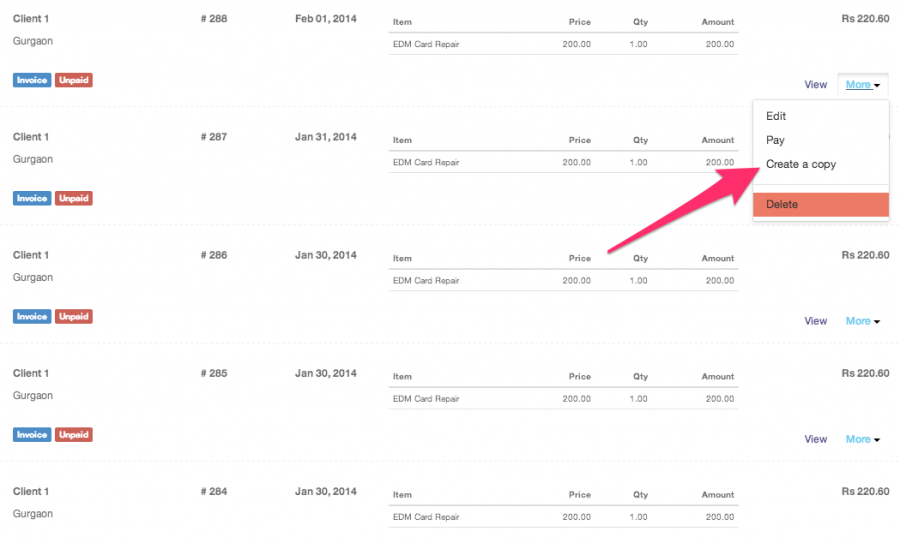 Client 1 # 288 Feb 01, 2014 Item Price Qty Amount Rs 220.60
Gurgaon EDM Card Repair 200.00 1.00 200.00
Invoice Unpaid View More
Edit
Client 1 # 287 Jan 31, 2014 Item Price Qty Amount Pay
Gurgaon EDM Card Repair 200.00 1.00 200.00 Create a copy
Invoice Unpaid Delete
Client 1 # 286 Jan 30, 2014 Item Price Qty Amount Rs 220.60
Gurgaon EDM Card Repair 200.00 1.00 200.00
Invoice Unpaid View More
Client 1 # 285 Jan 30, 2014 Item Price Qty Amount Rs 220.60
Gurgaon EDM Card Repair 200.00 1.00 200.00
Invoice Unpaid View More
Client 1 # 284 Jan 30, 2014 Item Price Qty Amount Rs 220.60
Gurgaon EDM Card Repair 200.00 1.00 200.00